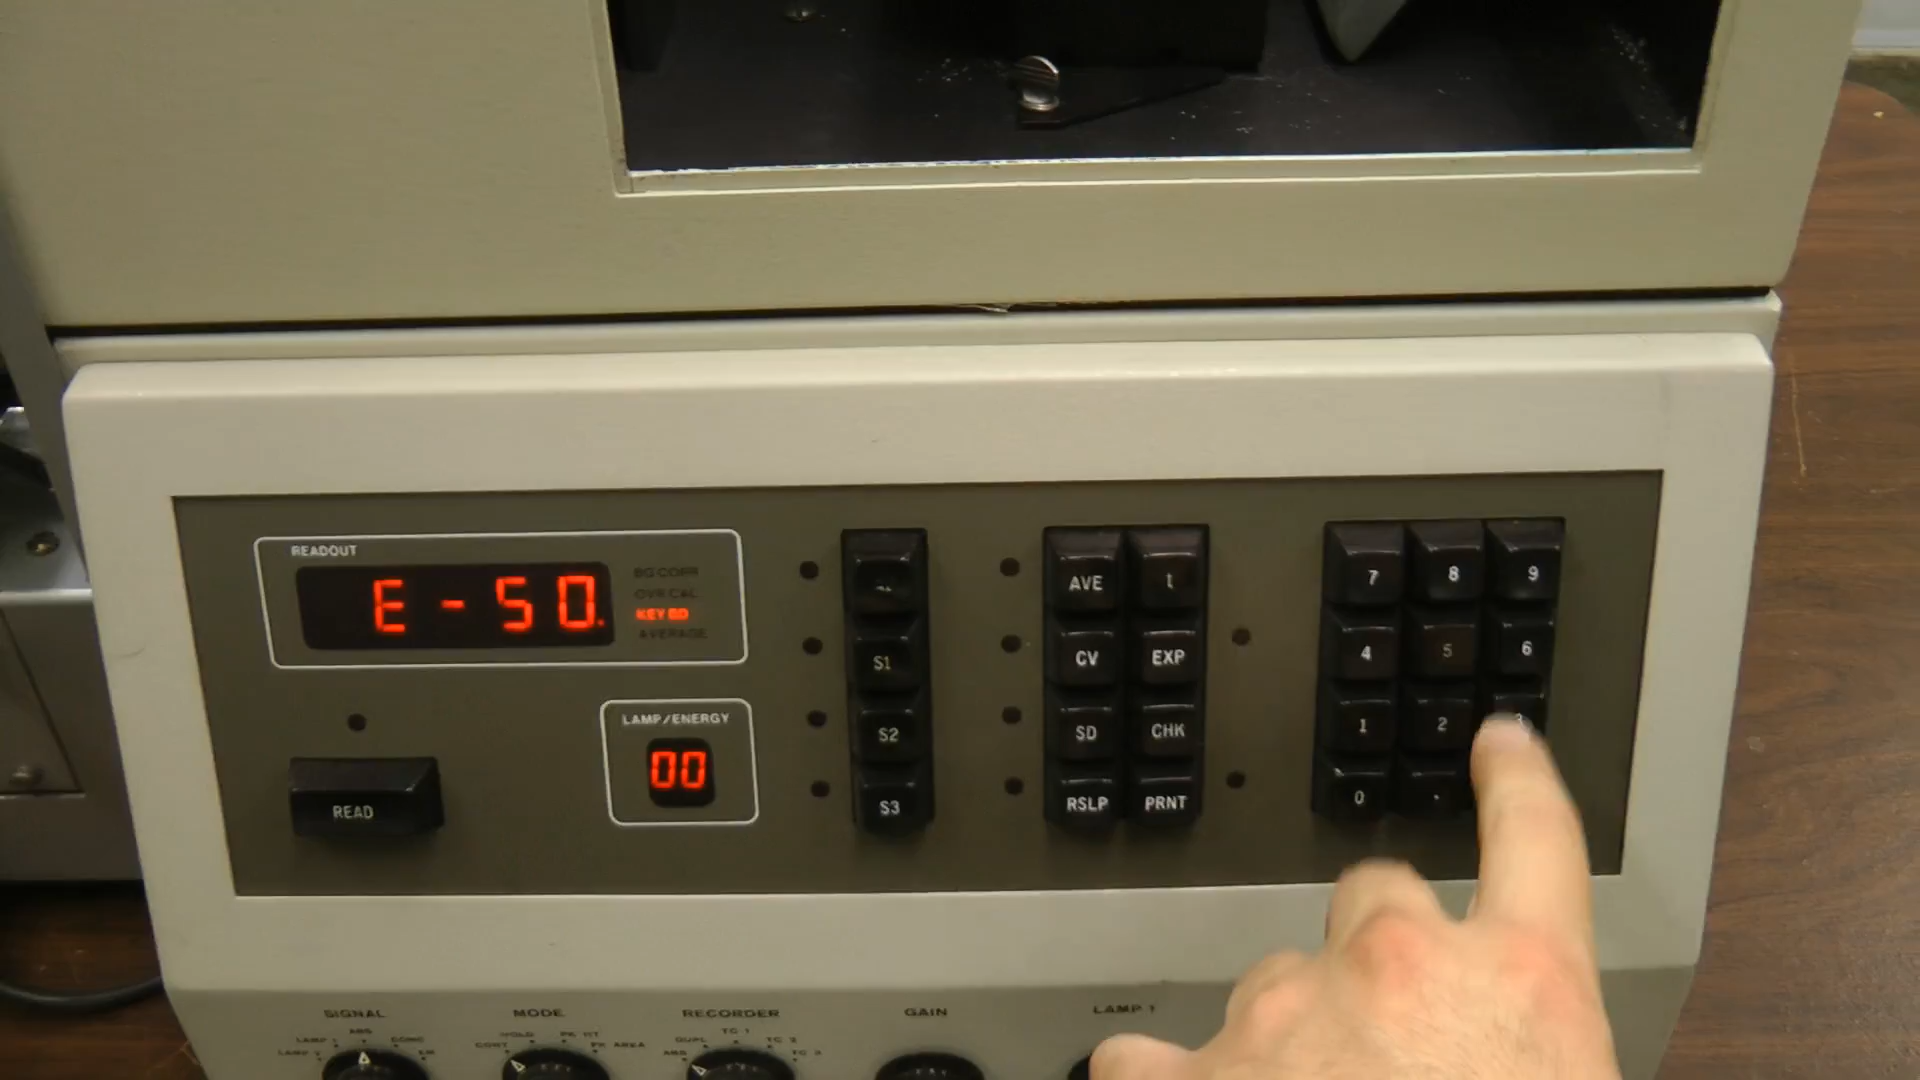 READOUT
E-50.
BG CORR
OVR CAL
KEY BD
AVERAGE
LAMP/ENERGY
00
READ
S1
S2
S3
AVE t
CV EXP
SD CHK
RSLP PRNT
7 8 9
4 5 6
1 2 3
0 .
SIGNAL
LAMP 2 LAMP 1 ABS CONC EM
MODE
CONT HOLD PK HT PK AREA
RECORDER
ABS DUPL TC 1 TC 2 TC 3
GAIN
LAMP 1